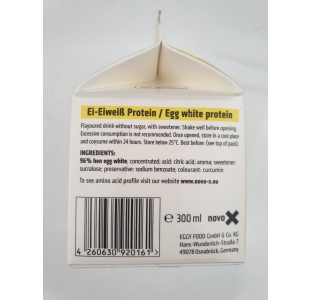 Ei-Eiweiß Protein / Egg white protein
Flavoured drink without sugar, with sweetener. Shake well before opening.
Excessive consumption is not recommended. Once opened, store in a cool place
and consume within 24 hours. Store below 25°C. Best before: (see top of pack).
INGREDIENTS:
96% hen egg white, concentrated; acid: citric acid; aroma; sweetener:
sucralose; preservative: sodium benzoate; colourant: curcumin
To see amino acid profile visit our website www.novo-x.eu
4 260630 920161
℮ 300 ml novo X
EGGY FOOD GmbH & Co. KG
Hans-Wunderlich-Straße 7
49078 Osnabrück, Germany